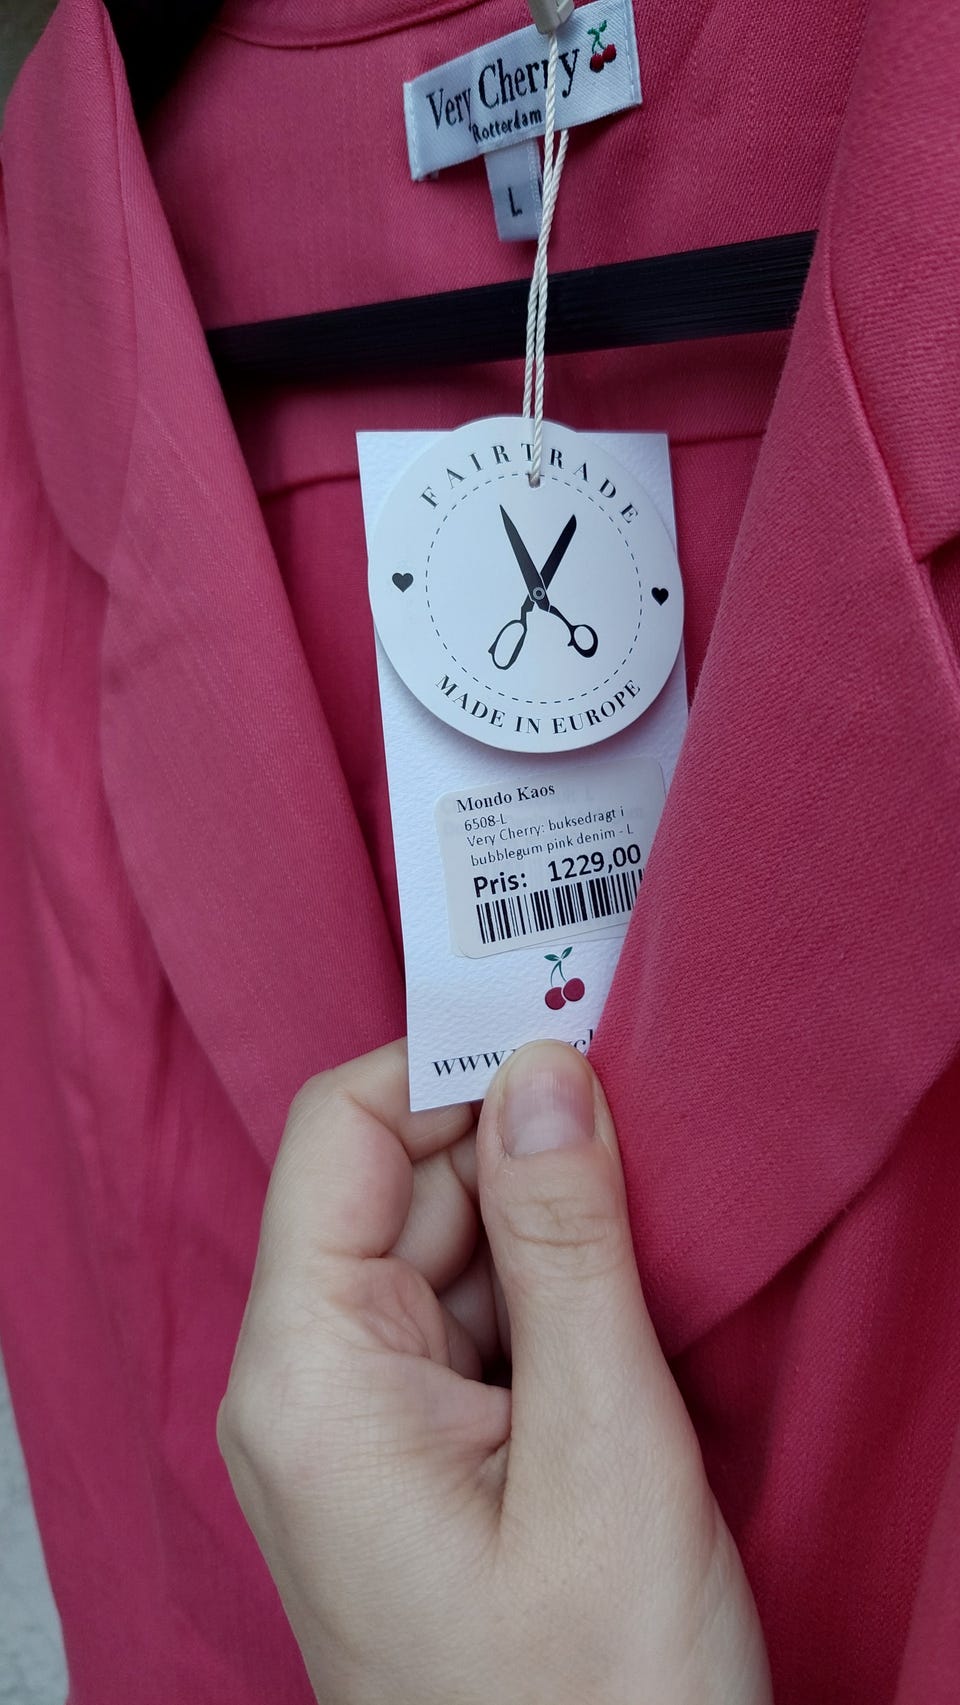 Very Cherry
Rotterdam
L
FAIRTRADE
MADE IN EUROPE
Mondo Kaos
6508-L
Very Cherry: buksedragt i
bubblegum pink denim - L
Pris: 1229,00